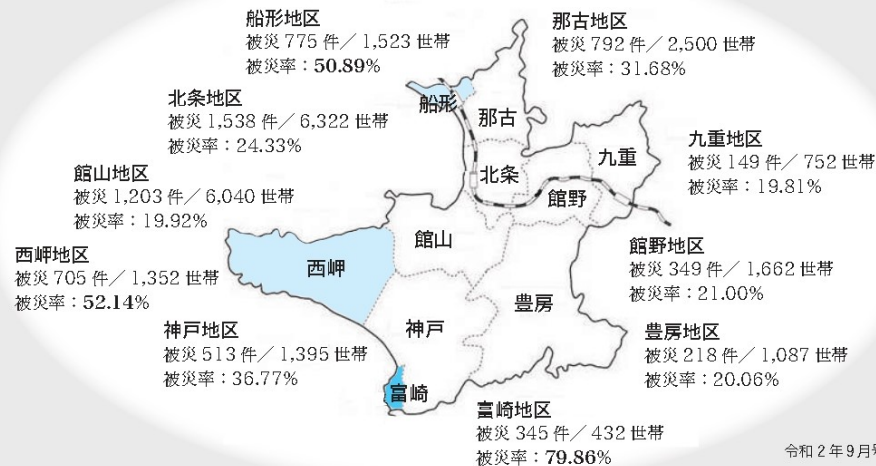 船形地区
被災 775 件／ 1,523 世帯
被災率：50.89%
那古地区
被災 792 件／ 2,500 世帯
被災率：31.68%
北条地区
被災 1,538 件／ 6,322 世帯
被災率：24.33%
九重地区
被災 149 件／ 752 世帯
被災率：19.81%
館山地区
被災 1,203 件／ 6,040 世帯
被災率：19.92%
西岬地区
被災 705 件／ 1,352 世帯
被災率：52.14%
館野地区
被災 349 件／ 1,662 世帯
被災率：21.00%
神戸地区
被災 513 件／ 1,395 世帯
被災率：36.77%
豊房地区
被災 218 件／ 1,087 世帯
被災率：20.06%
富崎地区
被災 345 件／ 432 世帯
被災率：79.86%
船形
那古
九重
北条
館野
館山
西岬
豊房
神戸
富崎
令和 2 年 9 月